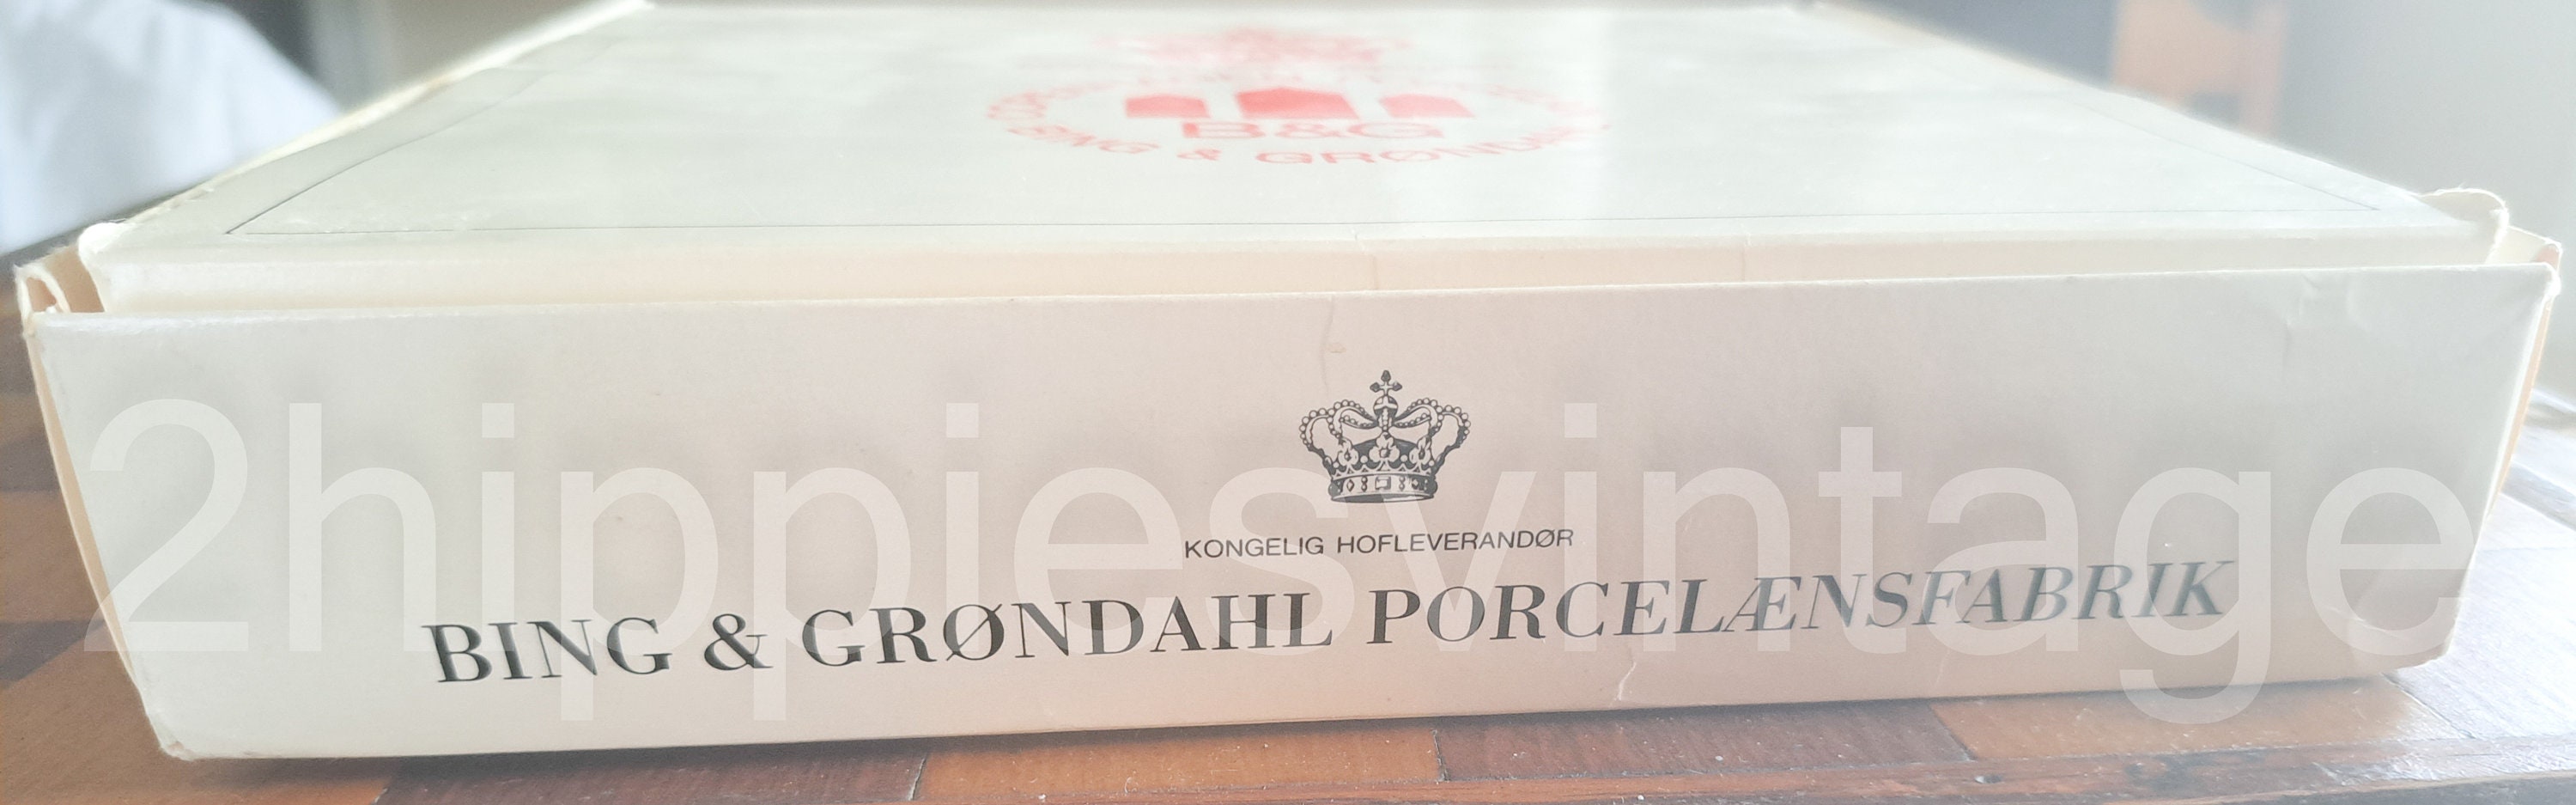 B&G
BING & GRØNDAHL
KONGELIG HOFLEVERANDØR
BING & GRØNDAHL PORCELÆNSFABRIK
2hippiesvintage